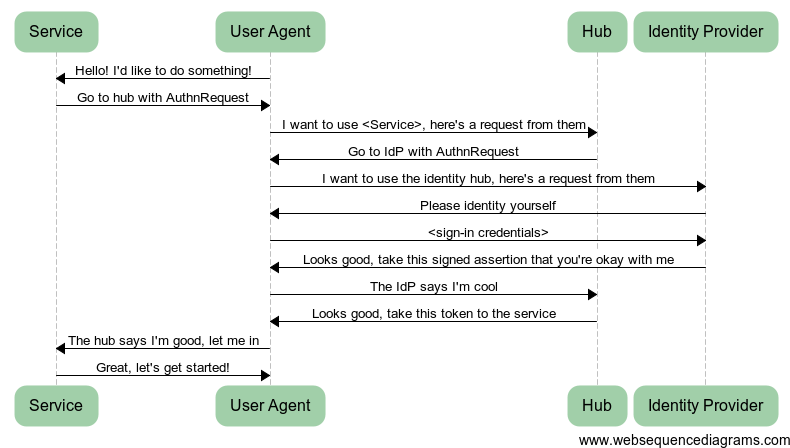 Service User Agent Hub Identity Provider
Hello! I'd like to do something!
Go to hub with AuthnRequest
I want to use <Service>, here's a request from them
Go to IdP with AuthnRequest
I want to use the identity hub, here's a request from them
Please identity yourself
<sign-in credentials>
Looks good, take this signed assertion that you're okay with me
The IdP says I'm cool
Looks good, take this token to the service
The hub says I'm good, let me in
Great, let's get started!
Service User Agent Hub Identity Provider
www.websequencediagrams.com